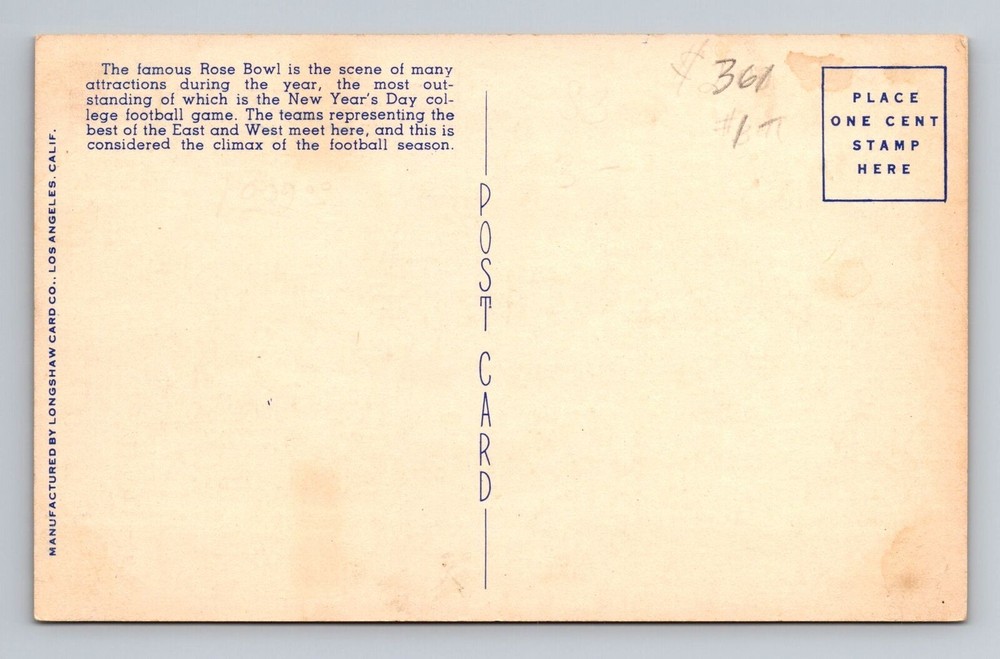 The famous Rose Bowl is the scene of many
attractions during the year, the most out-
standing of which is the New Year's Day col-
lege football game. The teams representing the
best of the East and West meet here, and this is
considered the climax of the football season.
MANUFACTURED BY LONGSHAW CARD CO., LOS ANGELES, CALIF.
POST CARD
361
PLACE
ONE CENT
STAMP
HERE